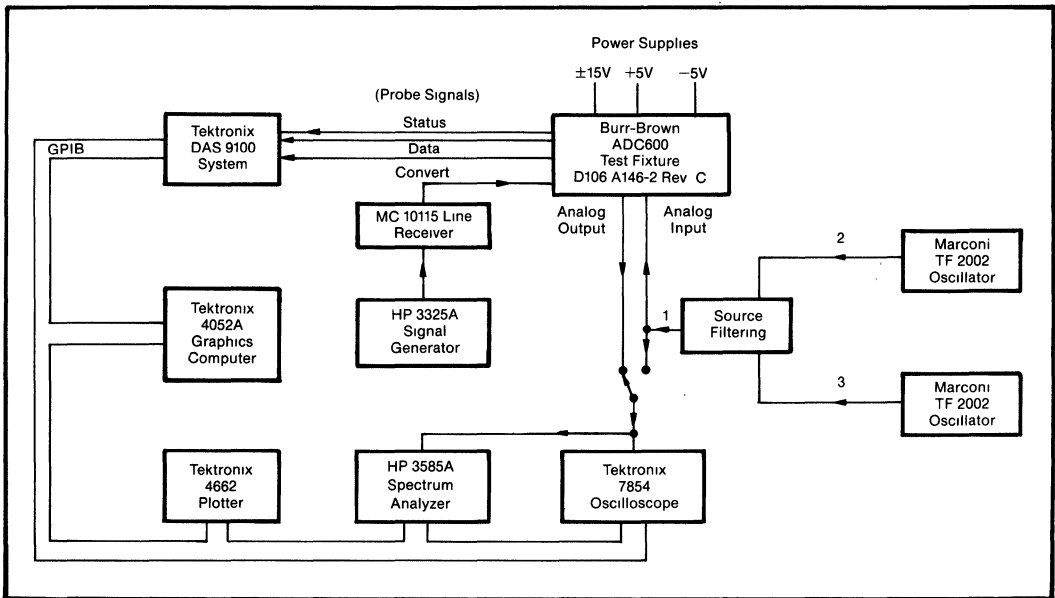 Power Supplies
±15V +5V −5V
(Probe Signals)
Status
Data
Convert
GPIB
Tektronix
DAS 9100
System
Burr-Brown
ADC600
Test Fixture
D106 A146-2 Rev C
MC 10115 Line
Receiver
Analog
Output
Analog
Input
HP 3325A
Signal
Generator
Tektronix
4052A
Graphics
Computer
1
Source
Filtering
2
Marconi
TF 2002
Oscillator
3
Marconi
TF 2002
Oscillator
Tektronix
4662
Plotter
HP 3585A
Spectrum
Analyzer
Tektronix
7854
Oscilloscope